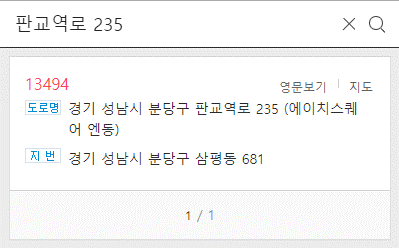 판교역로 235
13494
영문보기 지도
도로명 경기 성남시 분당구 판교역로 235 (에이치스퀘
어 엔동)
지 번 경기 성남시 분당구 삼평동 681
1 / 1